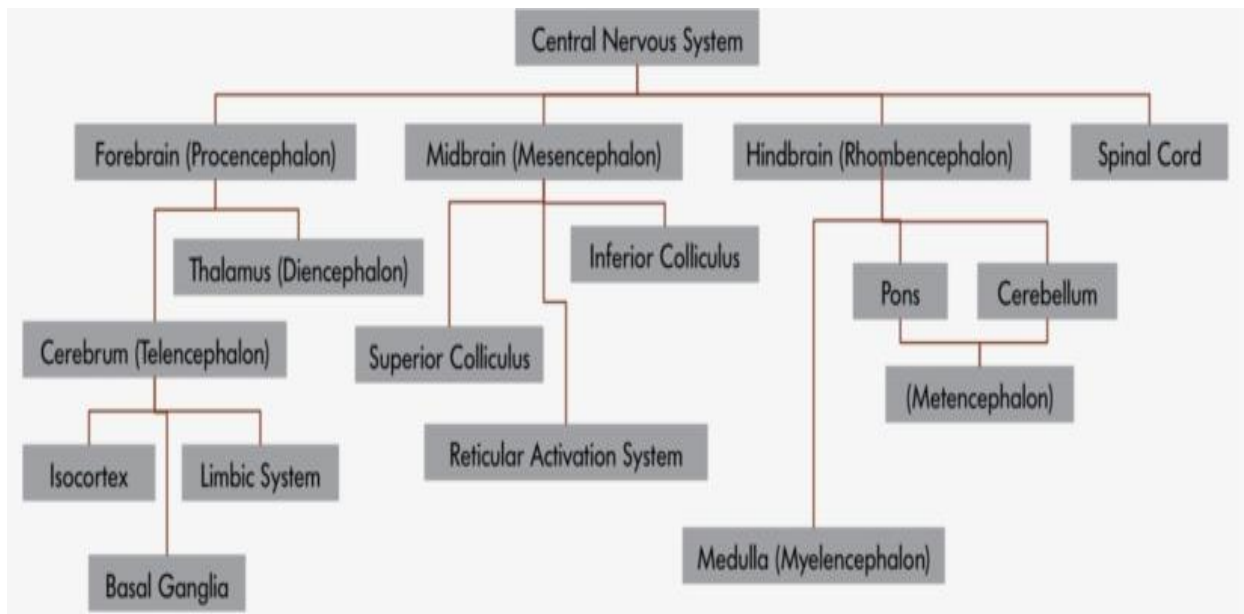 Central Nervous System
Forebrain (Procencephalon)
Midbrain (Mesencephalon)
Hindbrain (Rhombencephalon)
Spinal Cord
Thalamus (Diencephalon)
Inferior Colliculus
Pons
Cerebellum
Cerebrum (Telencephalon)
Superior Colliculus
(Metencephalon)
Isocortex
Limbic System
Reticular Activation System
Medulla (Myelencephalon)
Basal Ganglia